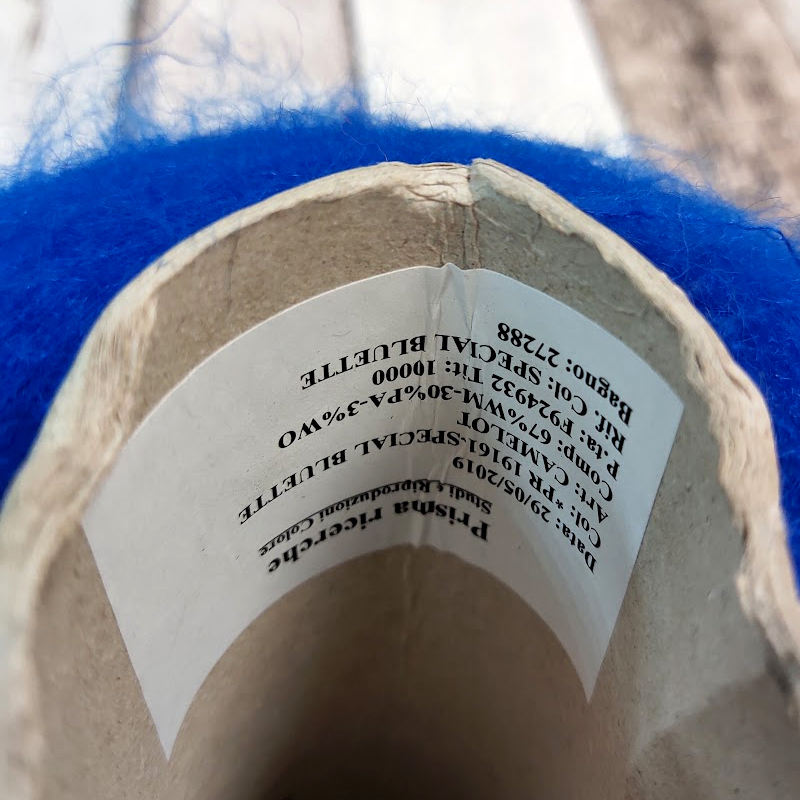 Prisma ricerche
Studi e Riproduzioni Colore
Data: 29/05/2019
Col: *PR 19161-SPECIAL BLUETTE
Art: CAMELOT
Comp: 67%WM-30%PA-3%WO
P.ta: F924932 Tit: 10000
Rif. Col: SPECIAL BLUETTE
Bagno: 27288